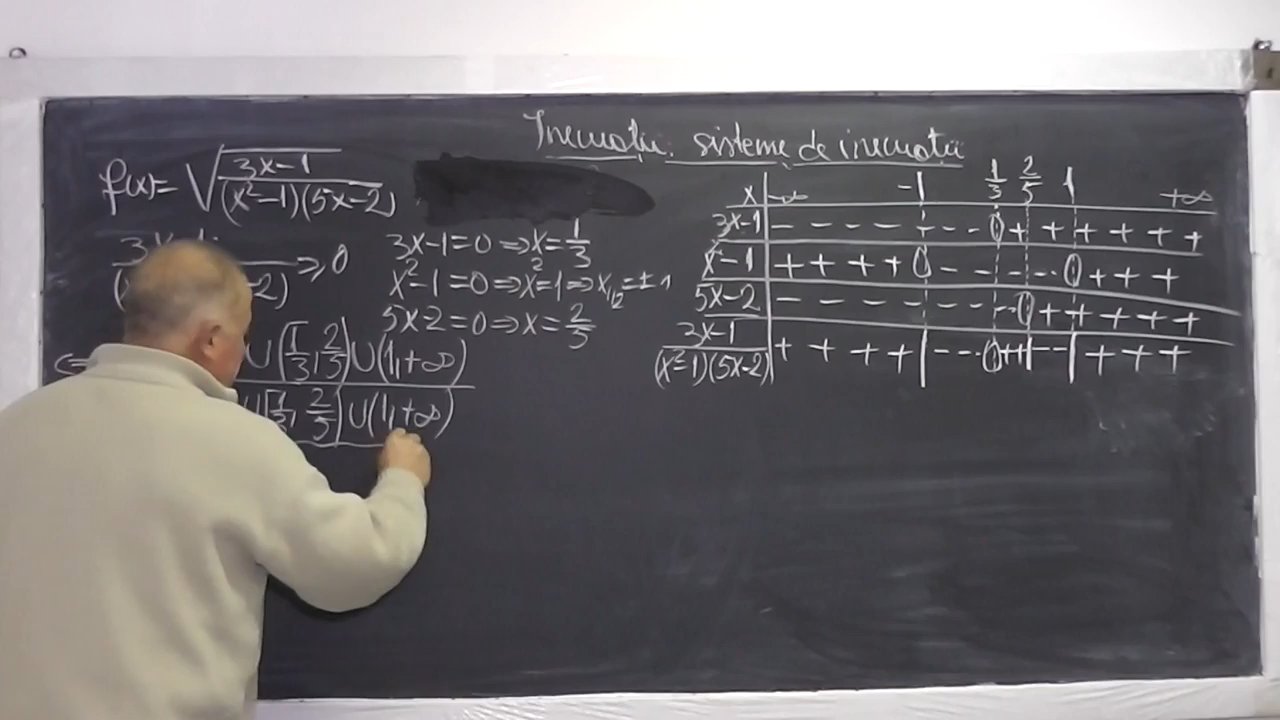 Inecuații. sisteme de inecuații
f(x)=√((3x-1)/((x²-1)(5x-2)))
≥0
-2)
3x-1=0⇒x=1/3
x²-1=0⇒x²=1⇒x₁/₂=±1
5x-2=0⇒x=2/5
∪[1/3,2/5)∪(1,+∞)
∪[1/3,2/5)∪(1,+∞)
x -∞ -1 1/3 2/5 1 +∞
3x-1 - - - - + - - - 0 + + + + + +
x²-1 + + + + 0 - - - - - - 0 + + +
5x-2 - - - - - - 0 + + + + + +
(3x-1)/((x²-1)(5x-2)) + + + + | - - - 0 + + | - - | + + +